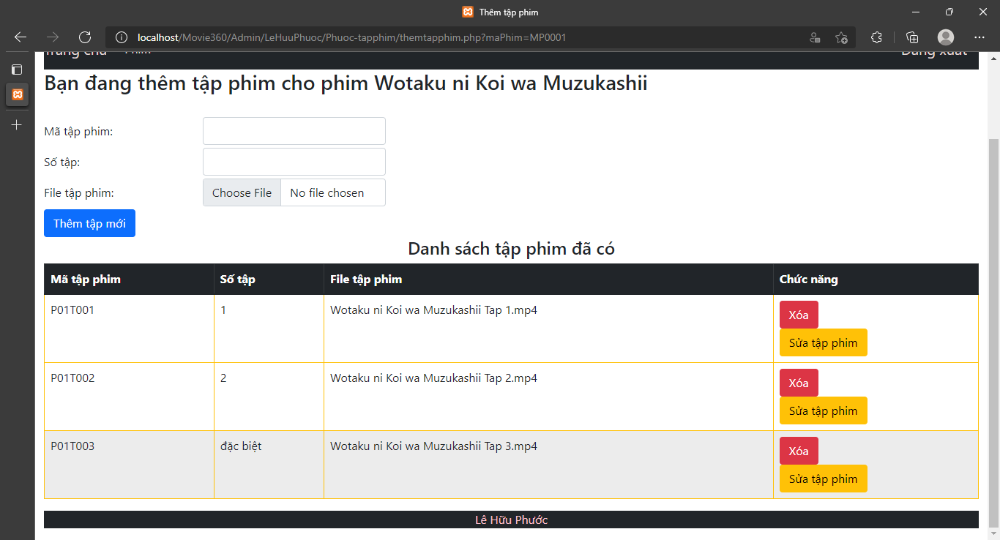 Thêm tập phim
localhost/Movie360/Admin/LeHuuPhuoc/Phuoc-tapphim/themtapphim.php?maPhim=MP0001
Trang chủ Phim Đăng xuất
Bạn đang thêm tập phim cho phim Wotaku ni Koi wa Muzukashii
Mã tập phim:
Số tập:
File tập phim: Choose File No file chosen
Thêm tập mới
Danh sách tập phim đã có
Mã tập phim Số tập File tập phim Chức năng
P01T001 1 Wotaku ni Koi wa Muzukashii Tap 1.mp4 Xóa
Sửa tập phim
P01T002 2 Wotaku ni Koi wa Muzukashii Tap 2.mp4 Xóa
Sửa tập phim
P01T003 đặc biệt Wotaku ni Koi wa Muzukashii Tap 3.mp4 Xóa
Sửa tập phim
Lê Hữu Phước